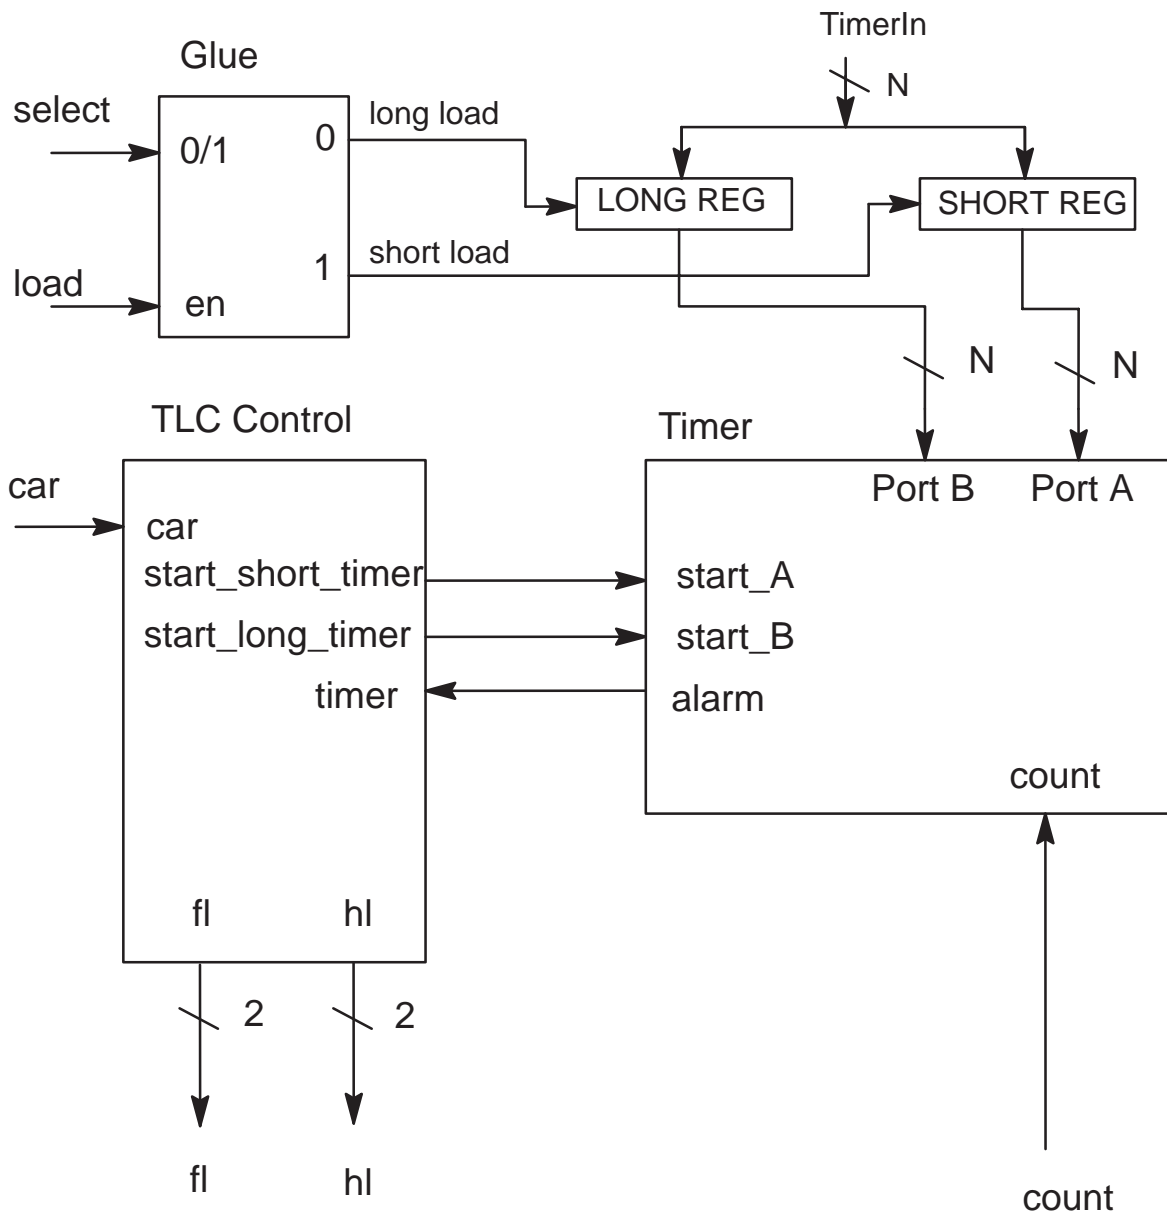 TimerIn
Glue
N
select
long load
0/1
0
LONG REG
SHORT REG
short load
1
load
en
N
N
TLC Control
Timer
car
Port B
Port A
car
start_short_timer
start_A
start_long_timer
start_B
timer
alarm
count
fl
hl
2
2
fl
hl
count